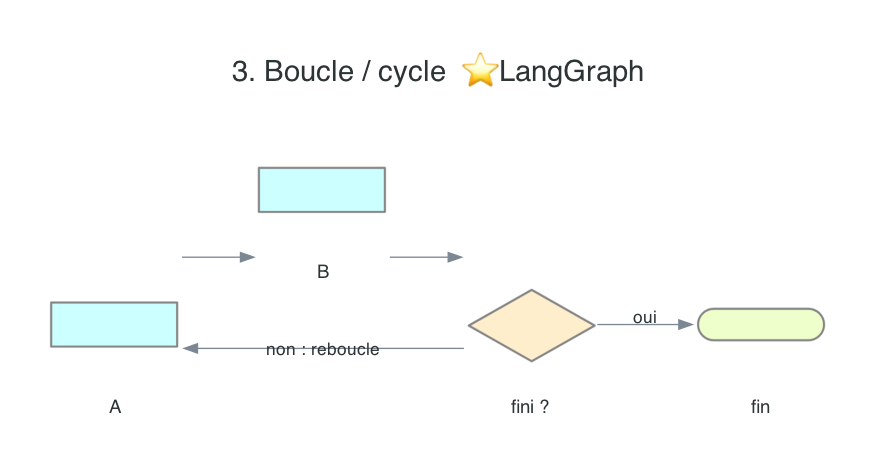 3. Boucle / cycle ⭐LangGraph
B
oui
non : reboucle
A
fini ?
fin